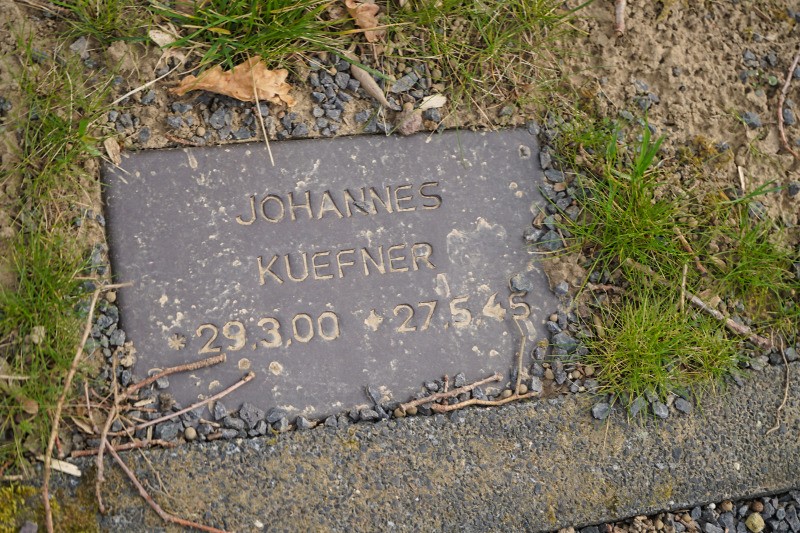 JOHANNES
KUEFNER
* 29.3.00 ✦ 27.5.45